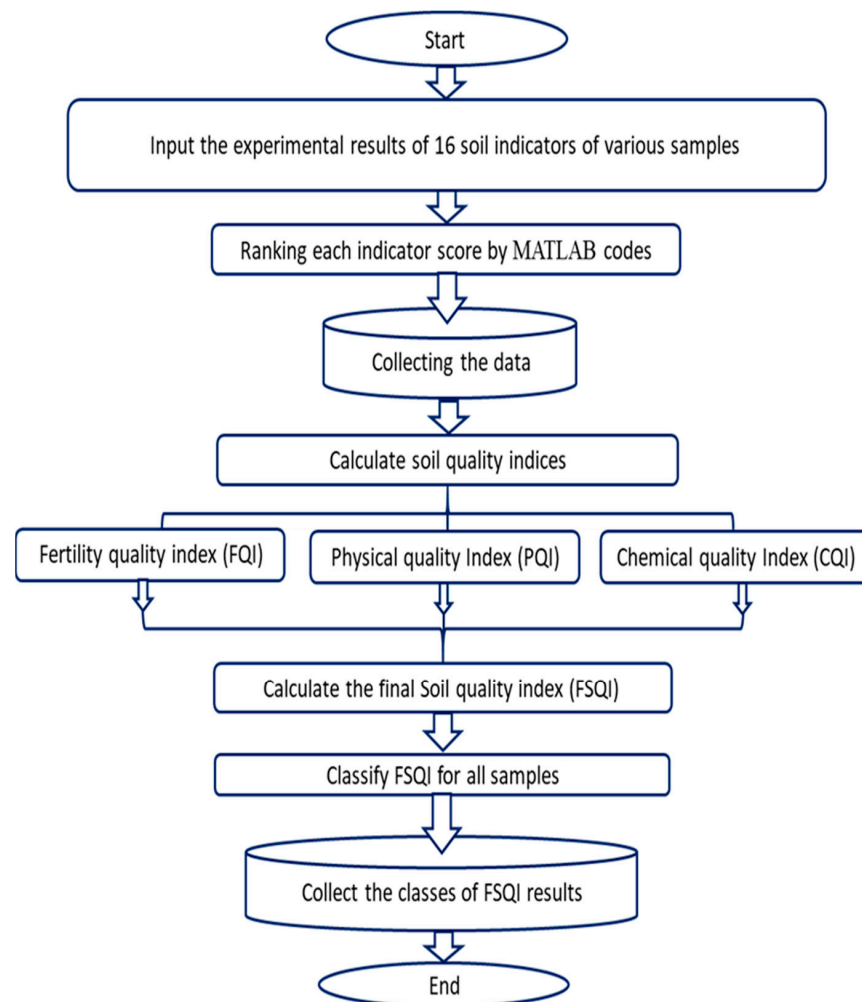 Start
Input the experimental results of 16 soil indicators of various samples
Ranking each indicator score by MATLAB codes
Collecting the data
Calculate soil quality indices
Fertility quality index (FQI)
Physical quality Index (PQI)
Chemical quality Index (CQI)
Calculate the final Soil quality index (FSQI)
Classify FSQI for all samples
Collect the classes of FSQI results
End